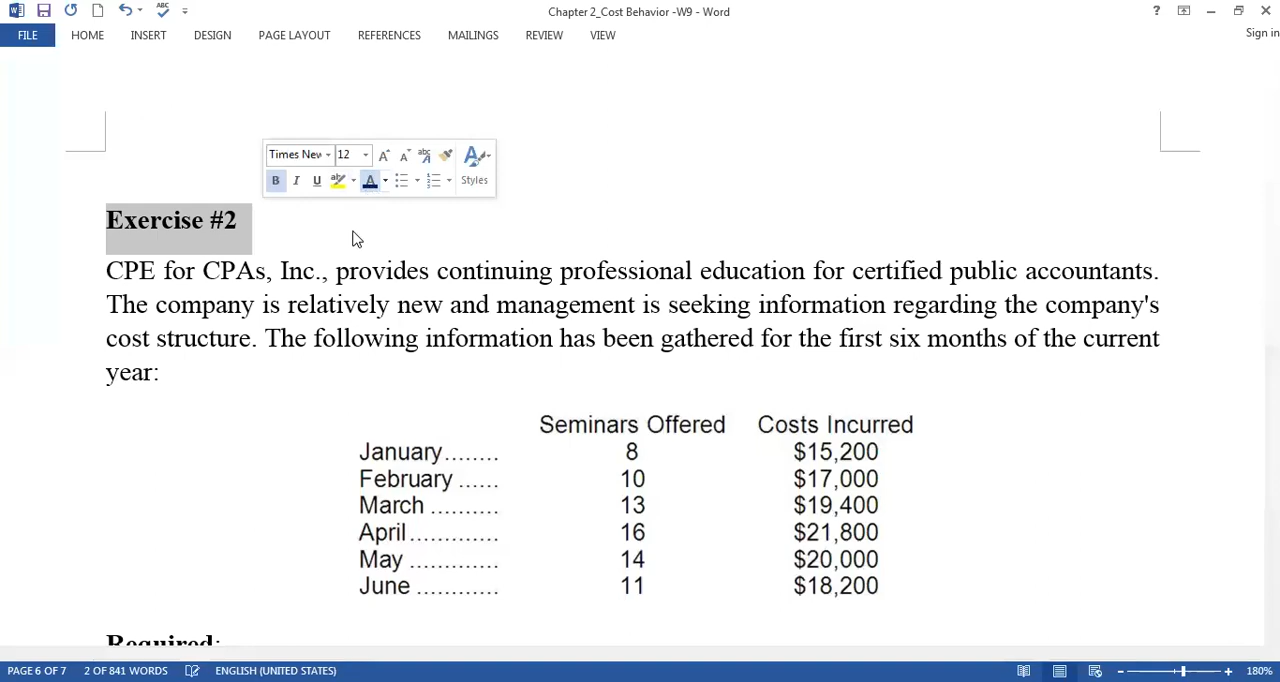 Chapter 2_Cost Behavior -W9 - Word
?
Sign in
FILE HOME INSERT DESIGN PAGE LAYOUT REFERENCES MAILINGS REVIEW VIEW
Times New 12
B I U Styles
Exercise #2
CPE for CPAs, Inc., provides continuing professional education for certified public accountants.
The company is relatively new and management is seeking information regarding the company's
cost structure. The following information has been gathered for the first six months of the current
year:
Seminars Offered Costs Incurred
January........ 8 $15,200
February ...... 10 $17,000
March .......... 13 $19,400
April............. 16 $21,800
May ............. 14 $20,000
June ............ 11 $18,200
Required:
PAGE 6 OF 7 2 OF 841 WORDS ENGLISH (UNITED STATES) 180%